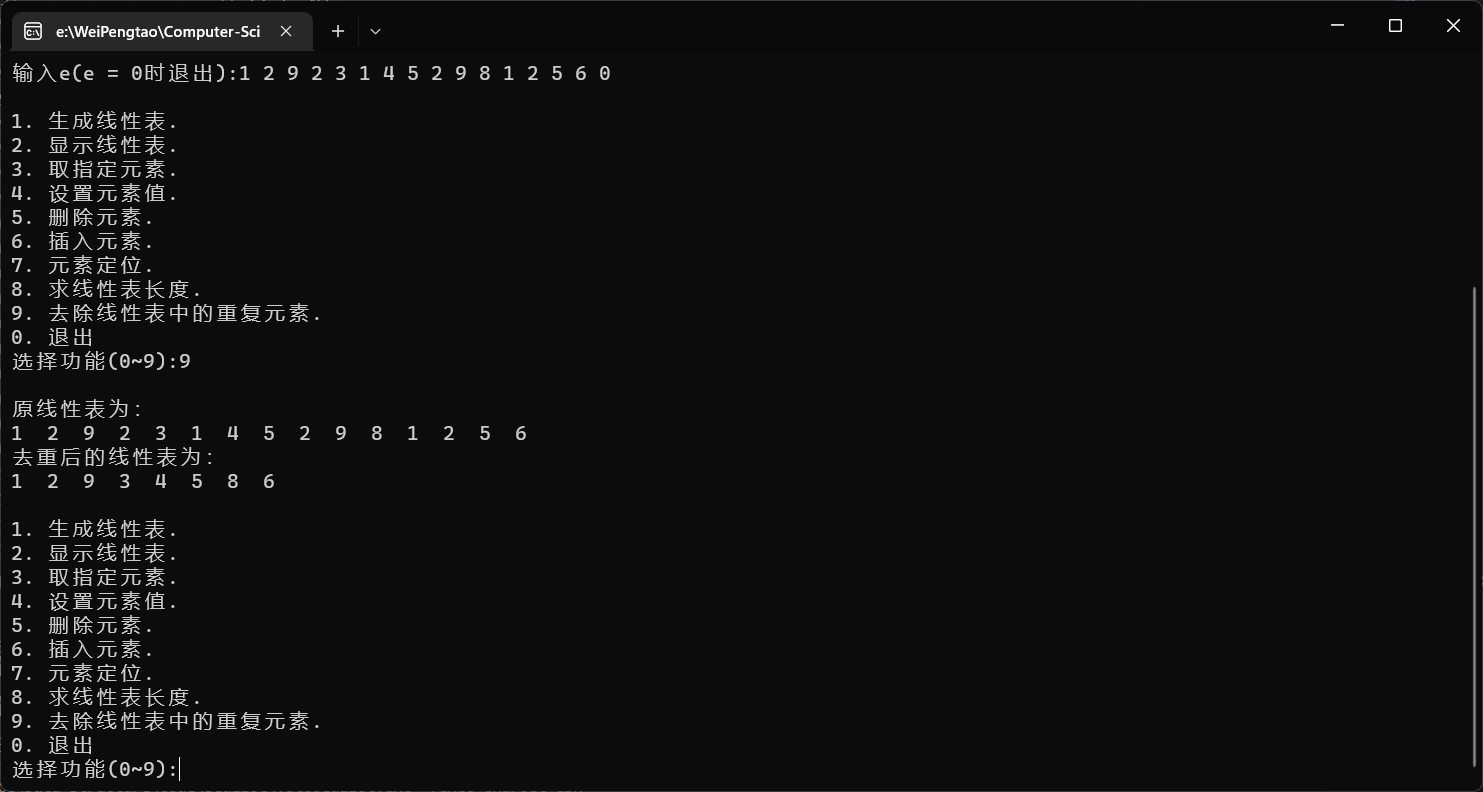 e:\WeiPengtao\Computer-Sci
输入e(e = 0时退出):1 2 9 2 3 1 4 5 2 9 8 1 2 5 6 0
1. 生成线性表.
2. 显示线性表.
3. 取指定元素.
4. 设置元素值.
5. 删除元素.
6. 插入元素.
7. 元素定位.
8. 求线性表长度.
9. 去除线性表中的重复元素.
0. 退出
选择功能(0~9):9
原线性表为:
1  2  9  2  3  1  4  5  2  9  8  1  2  5  6
去重后的线性表为:
1  2  9  3  4  5  8  6
1. 生成线性表.
2. 显示线性表.
3. 取指定元素.
4. 设置元素值.
5. 删除元素.
6. 插入元素.
7. 元素定位.
8. 求线性表长度.
9. 去除线性表中的重复元素.
0. 退出
选择功能(0~9):